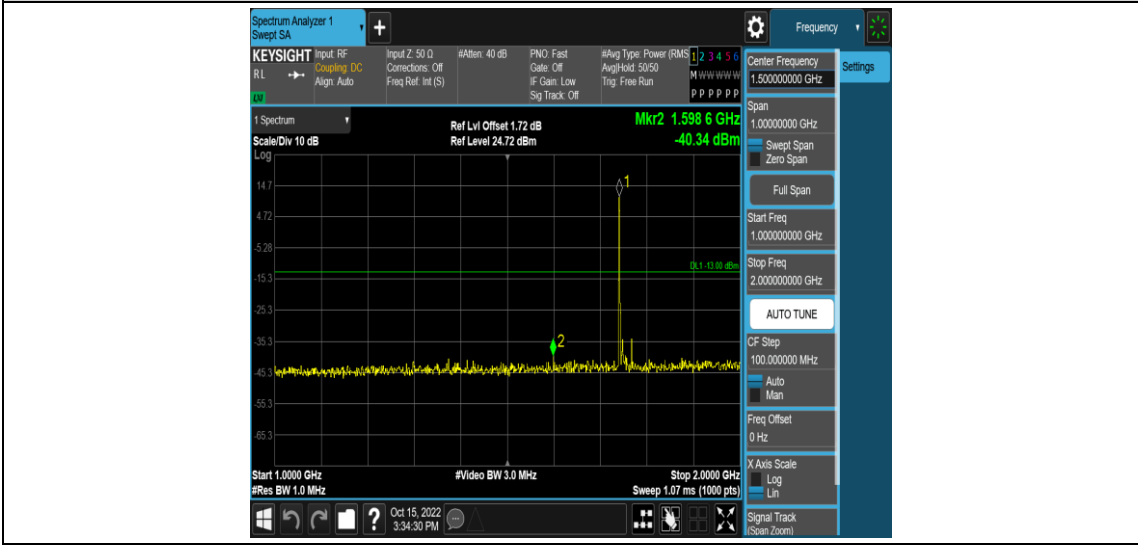 Spectrum Analyzer 1
Swept SA
+
Frequency
KEYSIGHT
RL
Input: RF
Coupling: DC
Align: Auto
Input Z: 50 Ω
Corrections: Off
Freq Ref: Int (S)
#Atten: 40 dB
PNO: Fast
Gate: Off
IF Gain: Low
Sig Track: Off
#Avg Type: Power (RMS
Avg|Hold: 50/50
Trig: Free Run
1 2 3 4 5 6
M W W W W W
P P P P P P
1 Spectrum
Scale/Div 10 dB
Log
Ref Lvl Offset 1.72 dB
Ref Level 24.72 dBm
Mkr2 1.598 6 GHz
-40.34 dBm
14.7
4.72
-5.28
-15.3
-25.3
-35.3
-45.3
-55.3
-65.3
1
DL1 -13.00 dBm
2
Start 1.0000 GHz
#Res BW 1.0 MHz
#Video BW 3.0 MHz
Stop 2.0000 GHz
Sweep 1.07 ms (1000 pts)
?
Oct 15, 2022
3:34:30 PM
Center Frequency
1.500000000 GHz
Settings
Span
1.00000000 GHz
Swept Span
Zero Span
Full Span
Start Freq
1.000000000 GHz
Stop Freq
2.000000000 GHz
AUTO TUNE
CF Step
100.000000 MHz
Auto
Man
Freq Offset
0 Hz
X Axis Scale
Log
Lin
Signal Track
(Span Zoom)